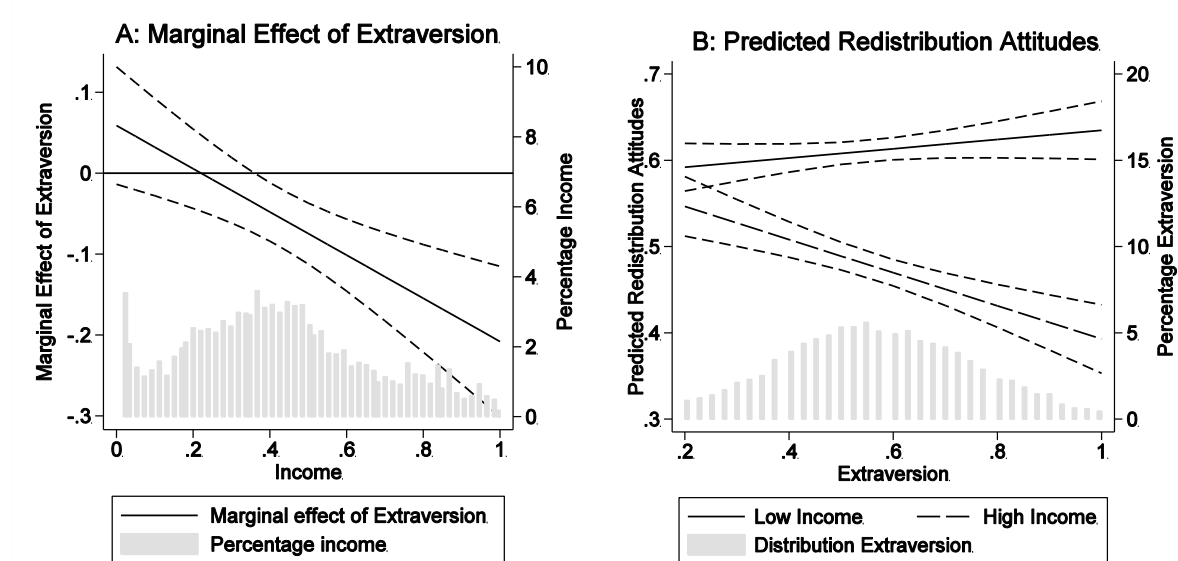 A: Marginal Effect of Extraversion
Marginal Effect of Extraversion
.1
0
-.1
-.2
-.3
10
8
6
4
2
0
Percentage Income
0 .2 .4 .6 .8 1
Income
Marginal effect of Extraversion
Percentage income
B: Predicted Redistribution Attitudes
Predicted Redistribution Attitudes
.7
.6
.5
.4
.3
20
15
10
5
0
Percentage Extraversion
.2 .4 .6 .8 1
Extraversion
Low Income High Income
Distribution Extraversion